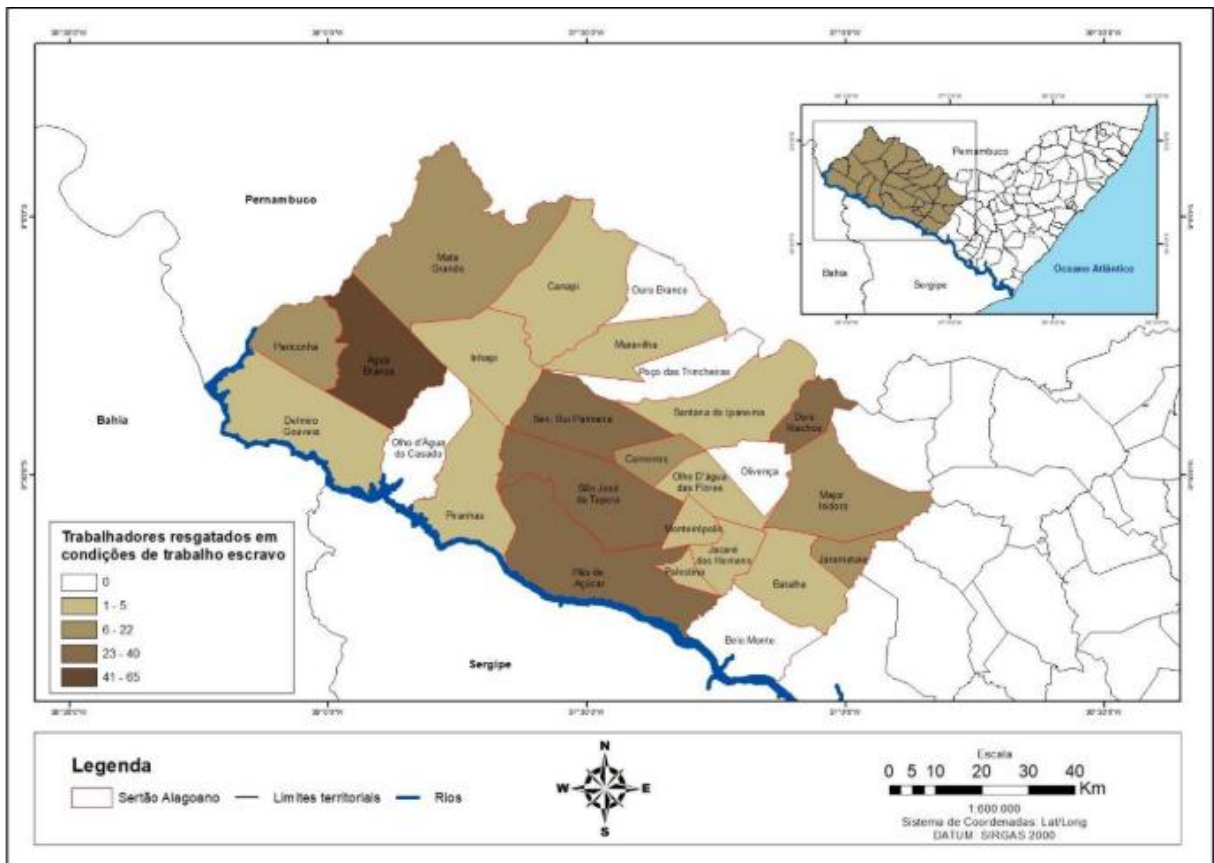 Pernambuco
Bahia
Sergipe
Mata
Grande
Canapi
Ouro Branco
Pariconha
Água
Branca
Inhapi
Maravilha
Poço das Trincheiras
Delmiro
Gouveia
Olho d'Água
do Casado
Sen. Rui Palmeira
Santana do Ipanema
Dois
Riachos
Carneiros
Olho D'água
das Flores
Olivença
São José
da Tapera
Major
Isidoro
Piranhas
Monteirópolis
Jacaré
dos Homens
Palestina
Pão de
Açúcar
Batalha
Jaramataia
Belo Monte
Pernambuco
Bahia
Sergipe
Oceano Atlântico
Trabalhadores resgatados em
condições de trabalho escravo
0
1 - 5
6 - 22
23 - 40
41 - 65
Legenda
Sertão Alagoano
Limites territoriais
Rios
N
W
E
S
Escala
0 5 10 20 30 40
Km
1:600.000
Sistema de Coordenadas: Lat/Long
DATUM: SIRGAS 2000